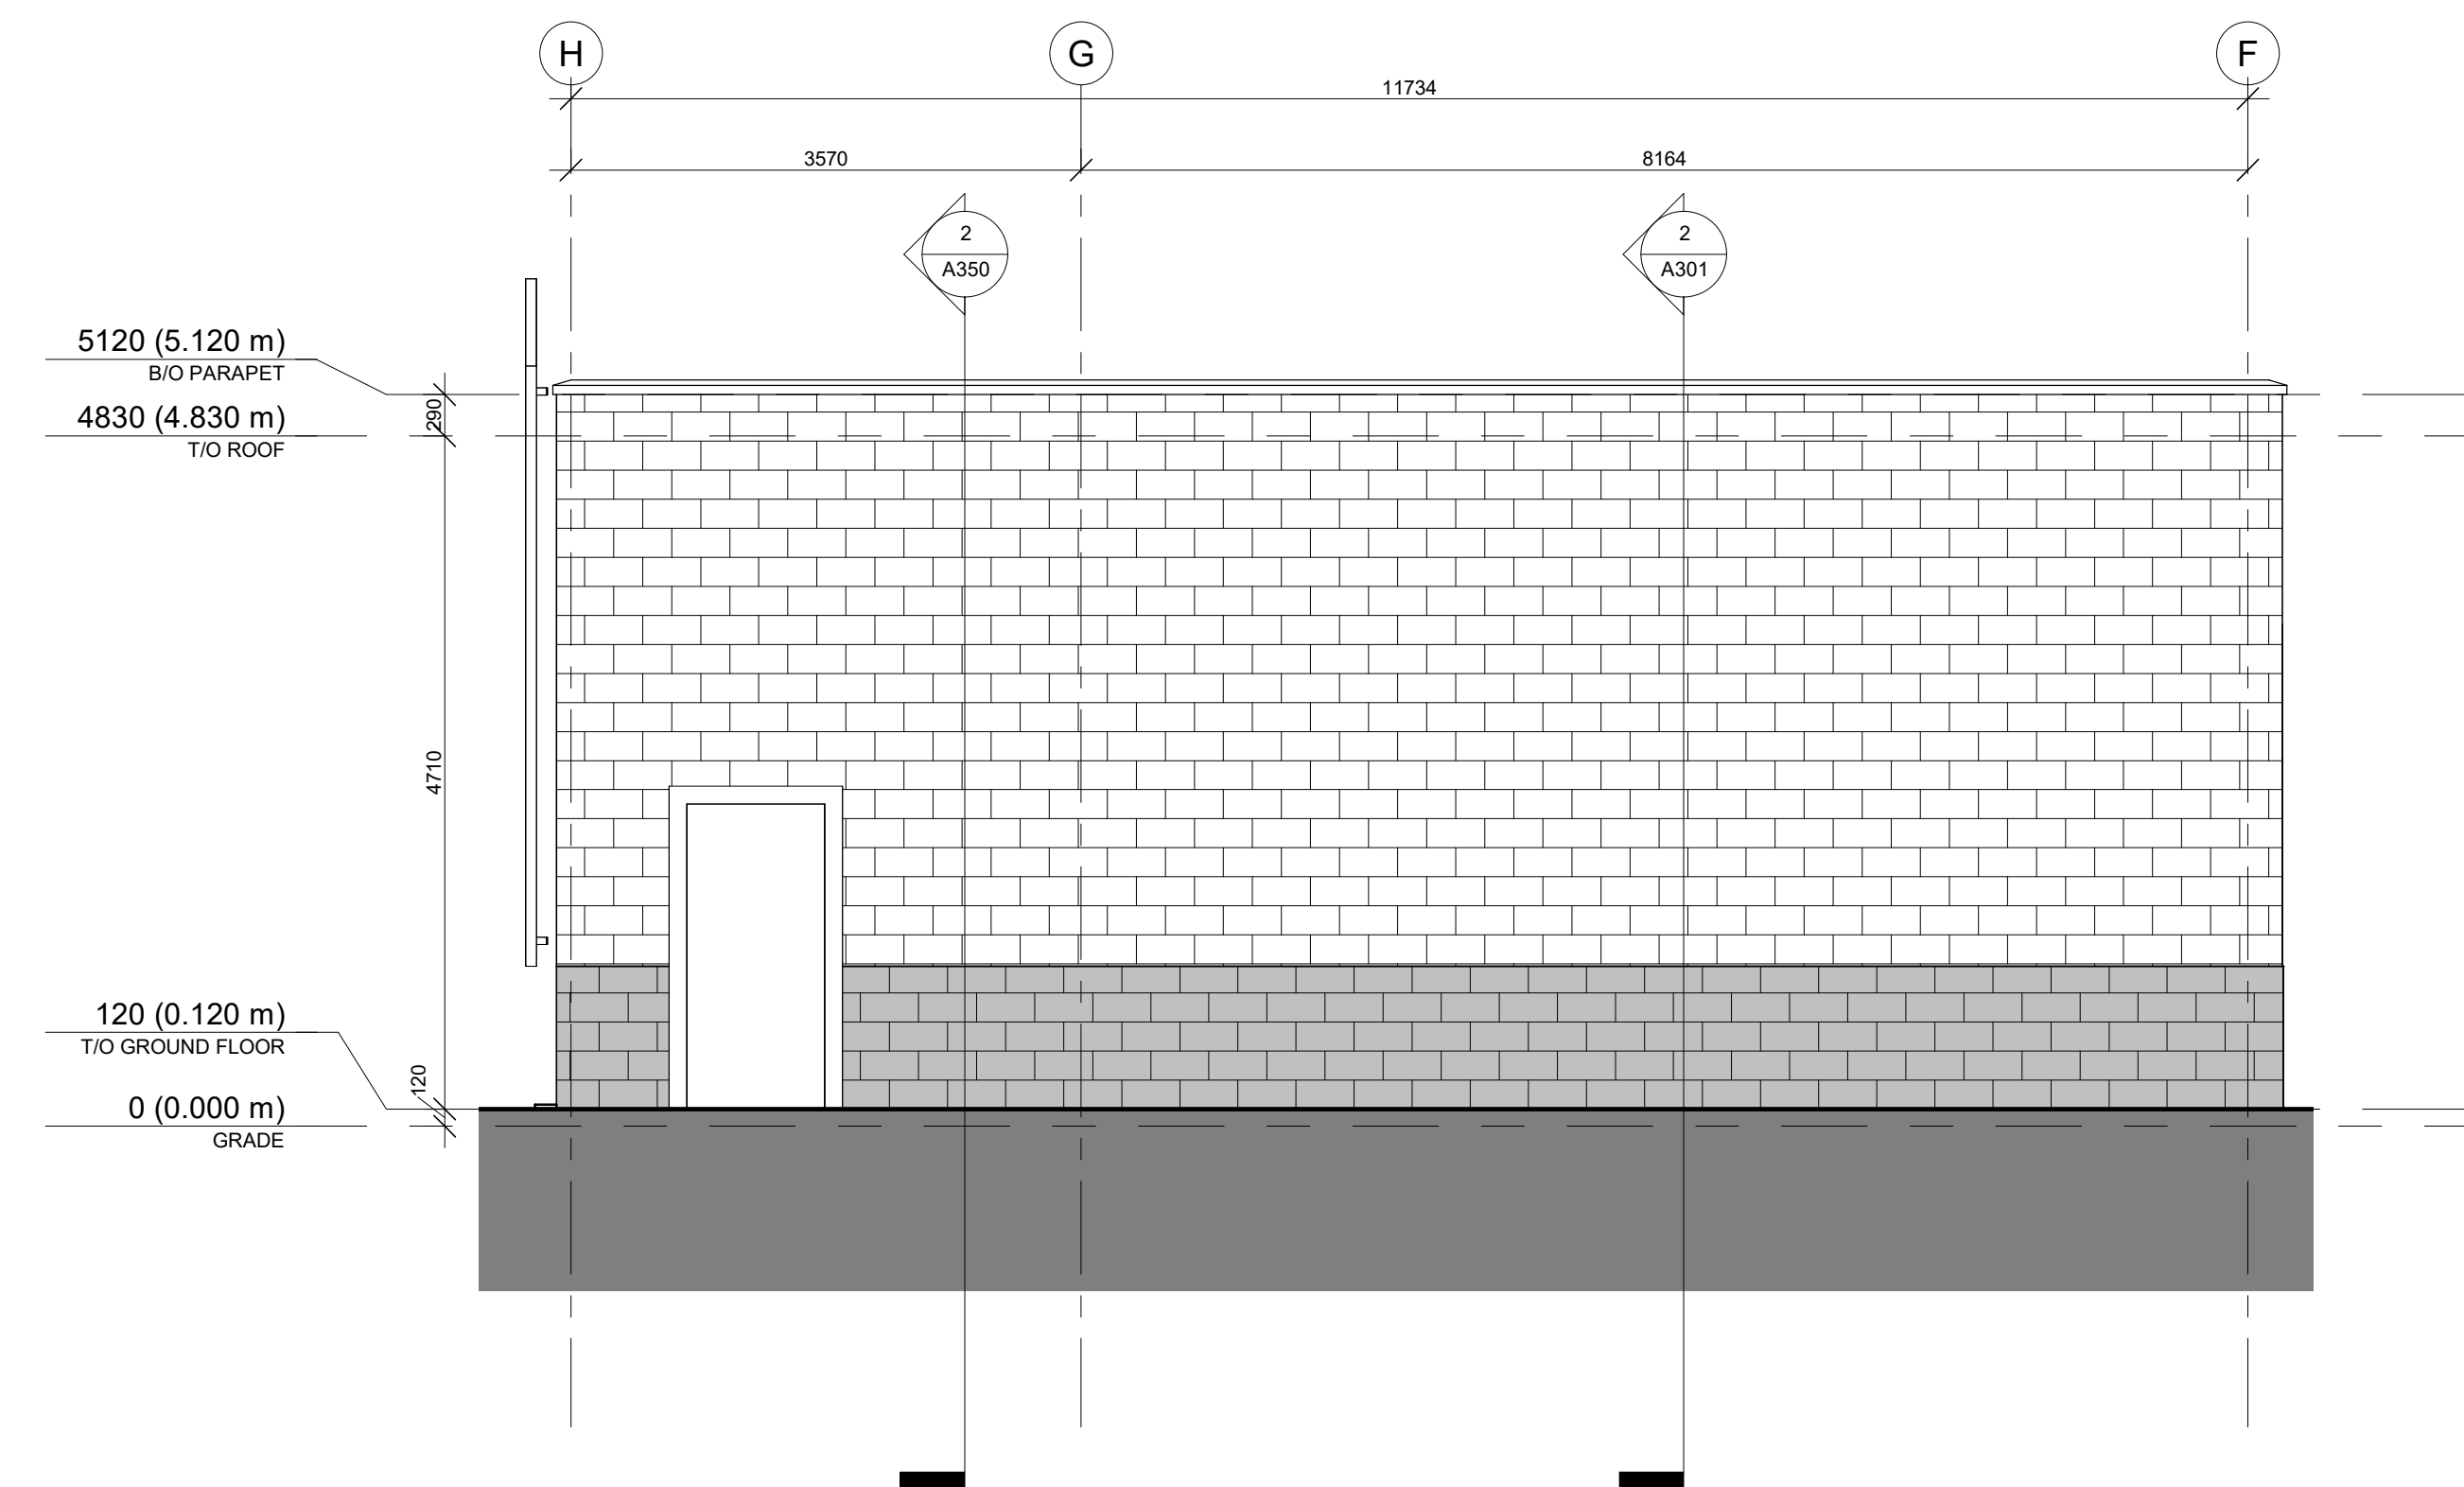 H
G
F
11734
3570
8164
2
A350
2
A301
5120 (5.120 m)
B/O PARAPET
290
4830 (4.830 m)
T/O ROOF
4710
120 (0.120 m)
T/O GROUND FLOOR
120
0 (0.000 m)
GRADE